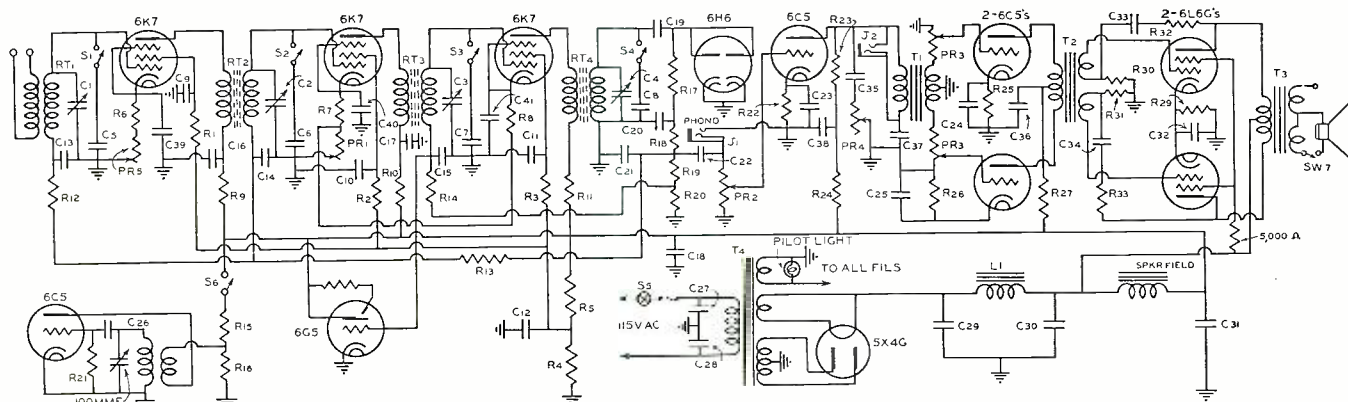 6K7
6K7
6K7
C19
6H6
6C5
R23
2-6C5's
C33
2-6L6G's
R32
RT1
S1
C9
RT2
S2
RT3
S3
RT4
S4
J2
T1
PR3
T2
T3
C1
R6
R1
C2
R7
C3
C41
R8
C4
C8
R17
C35
R25
R30
R29
R31
C13
C5
C39
C16
C6
PR1
C40
C17
C7
C11
C20
R18
PHONO
J1
R22
C23
PR4
C37
C24
C36
C34
C32
SW7
PR5
C14
C10
C15
C21
R19
C22
C38
PR3
R12
R9
R2
R10
R14
R3
R11
R20
PR2
R24
C25
R26
R27
R33
5,000 Ω
R13
C18
T4
PILOT LIGHT
TO ALL FILS
S6
6C5
C26
R15
6G5
C12
R5
S5
C27
L1
SPKR FIELD
115V AC
C29
C30
C31
R21
R16
R4
C28
5X4G
100MMF